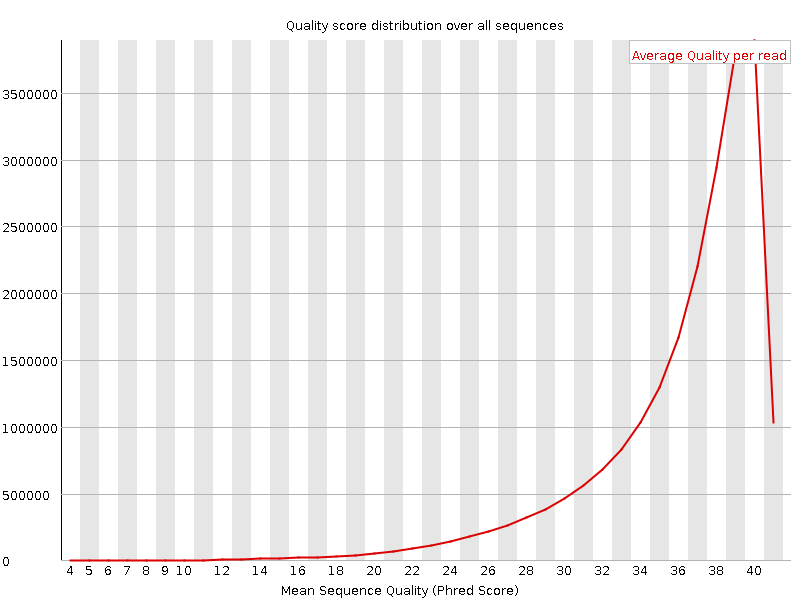 Quality score distribution over all sequences
Average Quality per read
3500000
3000000
2500000
2000000
1500000
1000000
500000
0
4 5 6 7 8 9 10 12 14 16 18 20 22 24 26 28 30 32 34 36 38 40
Mean Sequence Quality (Phred Score)